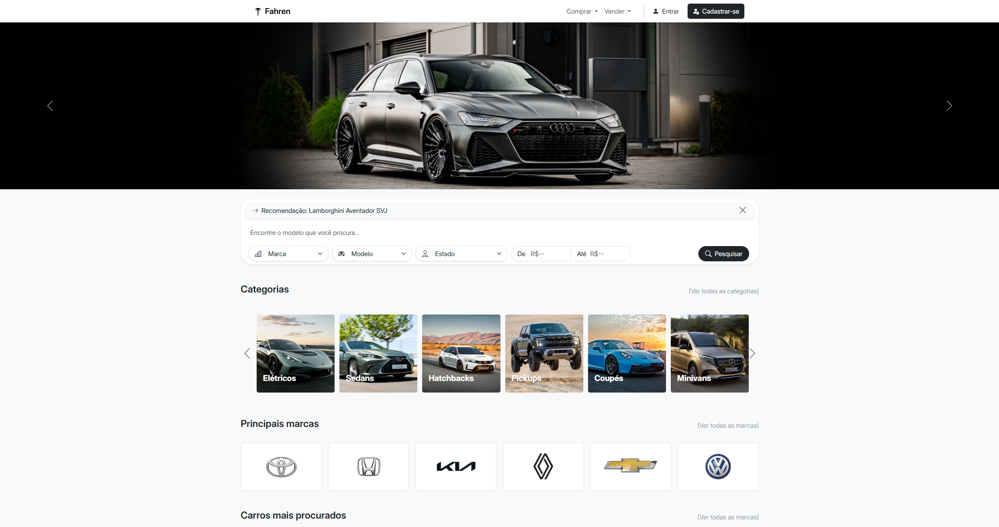 Fahren
Comprar
Vender
Entrar
Cadastrar-se
Recomendação: Lamborghini Aventador SVJ
Encontre o modelo que você procura...
Marca
Modelo
Estado
De R$--
Até R$--
Pesquisar
Categorias
(Ver todas as categorias)
Elétricos
Sedans
Hatchbacks
Pickups
Coupés
Minivans
Principais marcas
(Ver todas as marcas)
KIA
Carros mais procurados
(Ver todas as marcas)